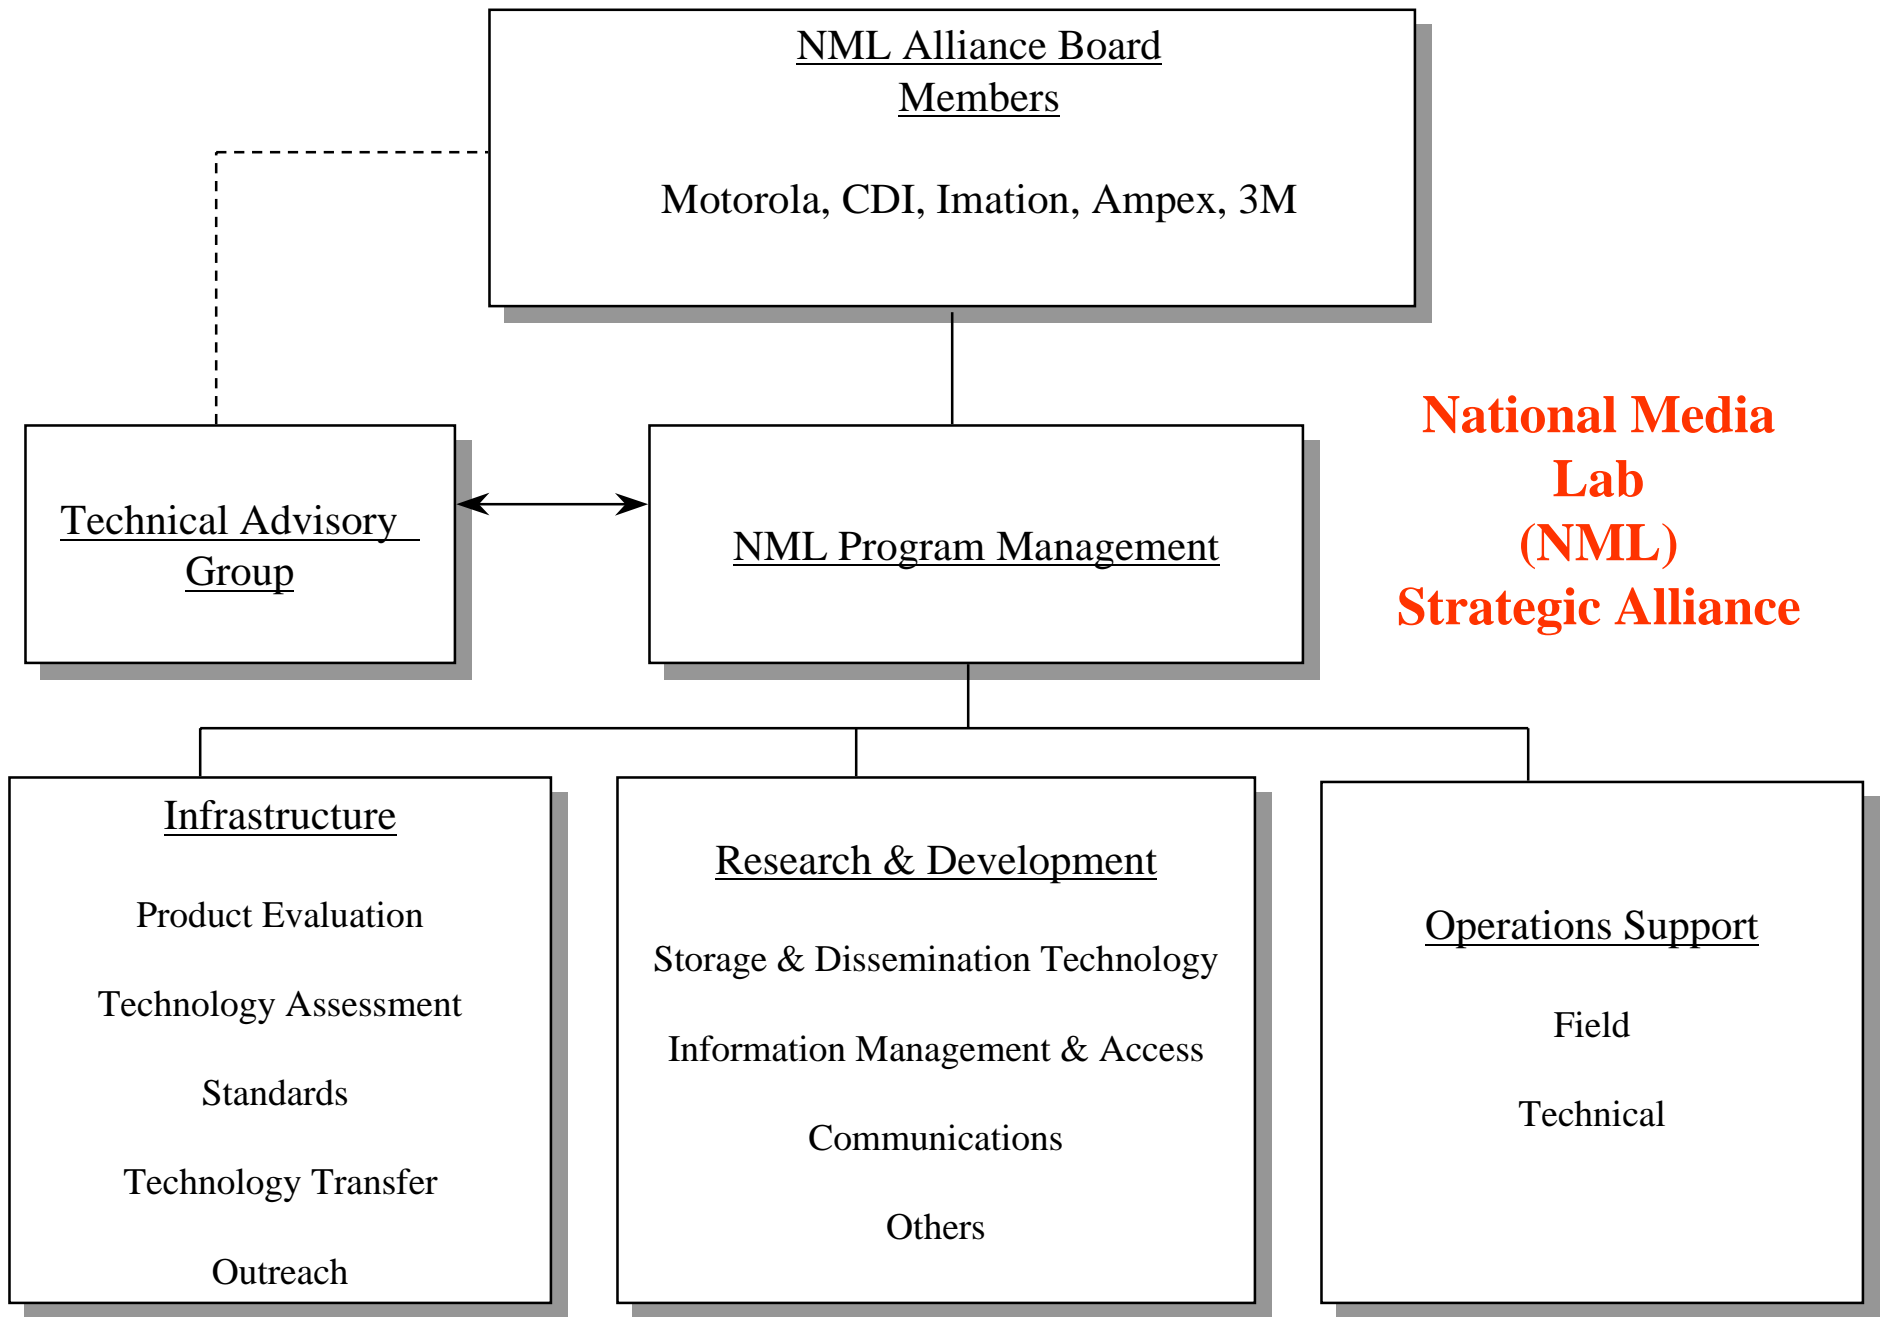 NML Alliance Board
Members
Motorola, CDI, Imation, Ampex, 3M
National Media
Lab
(NML)
Strategic Alliance
Technical Advisory
Group
NML Program Management
Infrastructure
Product Evaluation
Technology Assessment
Standards
Technology Transfer
Outreach
Research & Development
Storage & Dissemination Technology
Information Management & Access
Communications
Others
Operations Support
Field
Technical